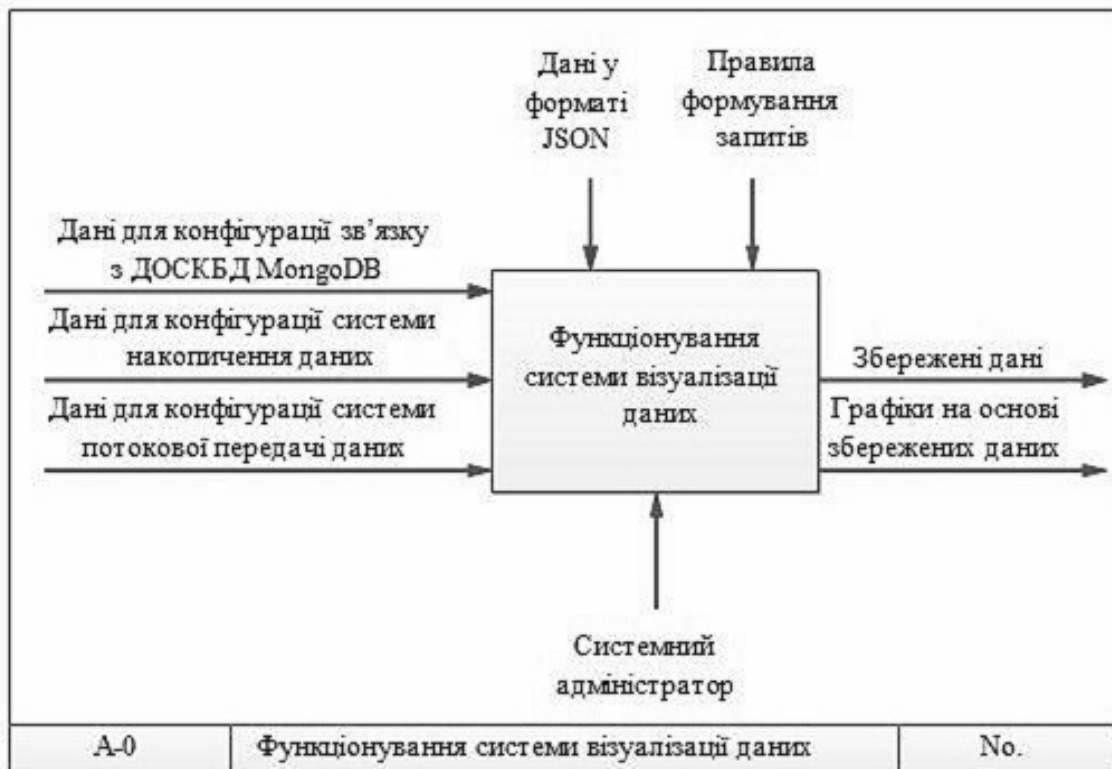 Дані у
форматі
JSON
Правила
формування
запитів
Дані для конфігурації зв’язку
з ДОСКБД MongoDB
Дані для конфігурації системи
накопичення даних
Дані для конфігурації системи
потокової передачі даних
Функціонування
системи візуалізації
даних
Збережені дані
Графіки на основі
збережених даних
Системний
адміністратор
А-0
Функціонування системи візуалізації даних
No.